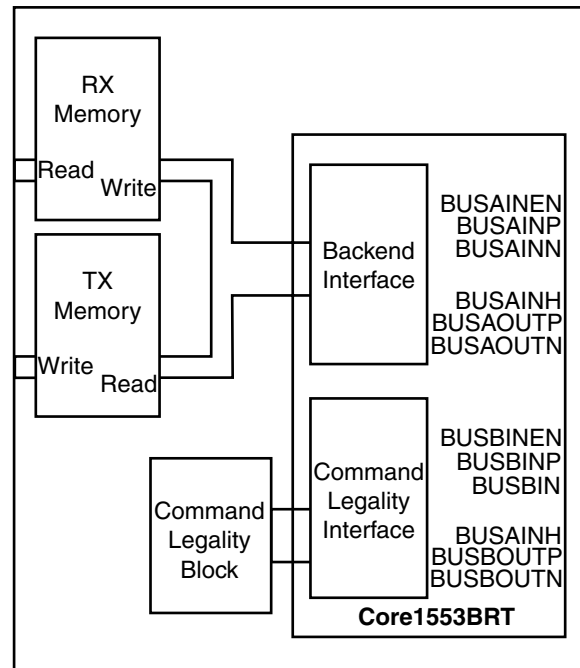 RX
Memory
Read
Write
TX
Memory
Write
Read
Backend
Interface
BUSAINEN
BUSAINP
BUSAINN
BUSAINH
BUSAOUTP
BUSAOUTN
Command
Legality
Block
Command
Legality
Interface
BUSBINEN
BUSBINP
BUSBIN
BUSAINH
BUSBOUTP
BUSBOUTN
Core1553BRT